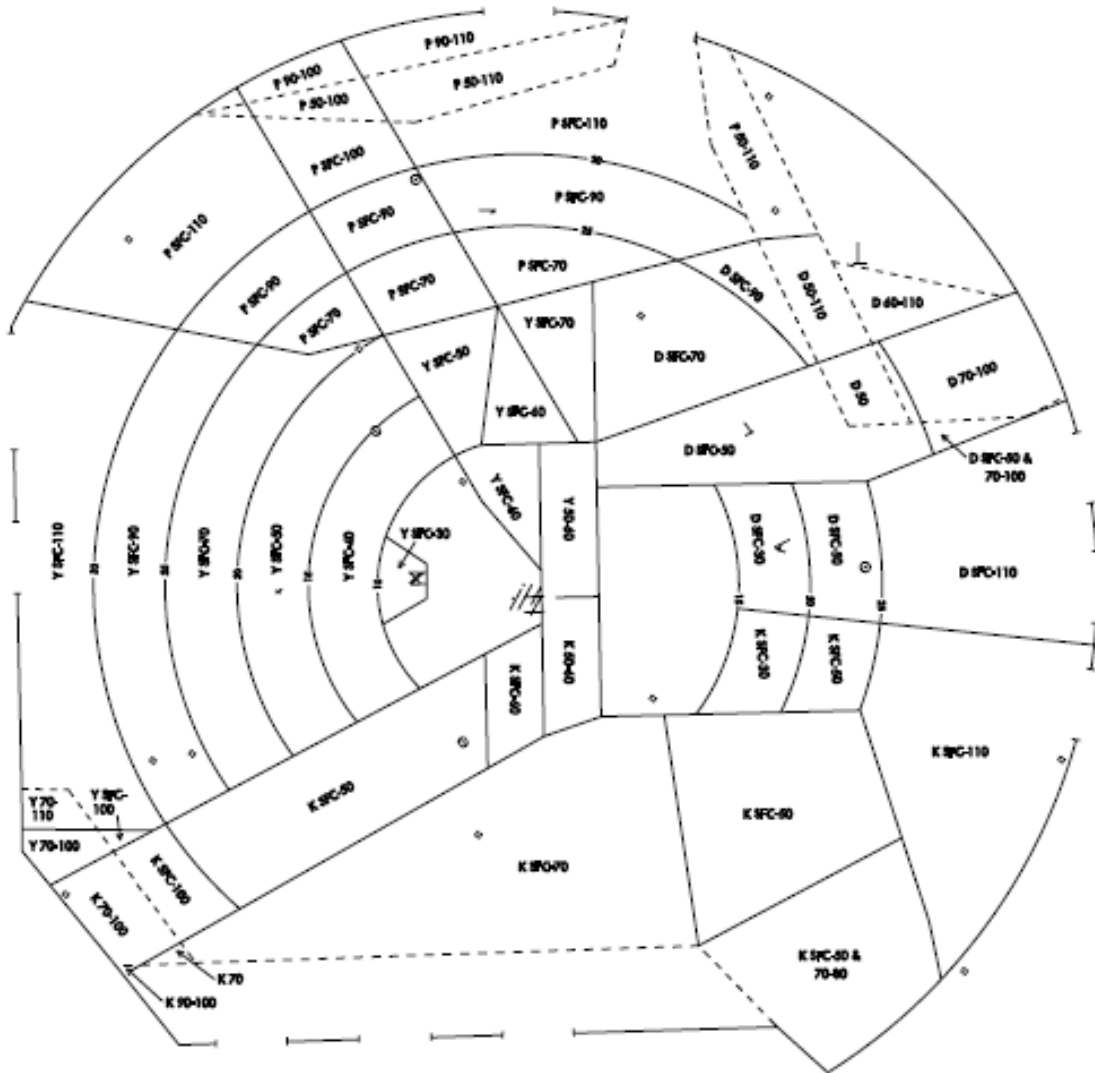 P 90-110
P 90-100
P 50-110
P 50-100
P SFC-110
P SFC-100
P 50-110
P SFC-90
P SFC-90
P SFC-110
P SFC-90
P SFC-70
P SFC-70
P SFC-70
D SFC-90
D 50-110
D 60-110
Y SFC-70
Y SFC-50
D SFC-70
D 70-100
D 50
Y SFC-60
D SFC-50
D SFC-50 &
70-100
Y SFC-60
Y 50-60
Y SFC-30
Y SFC-110
Y SFC-90
Y SFC-70
Y SFC-50
Y SFC-40
D SFC-30
D SFC-50
D SFC-110
15
20
25
K SFC-30
K SFC-50
K 50-60
K SFC-60
K SFC-110
K SFC-50
Y 70-
110
Y SFC-
100
Y 70-100
K SFC-100
K SFC-70
K SFC-60
K 70-100
K 70
K 90-100
K SFC-50 &
70-80